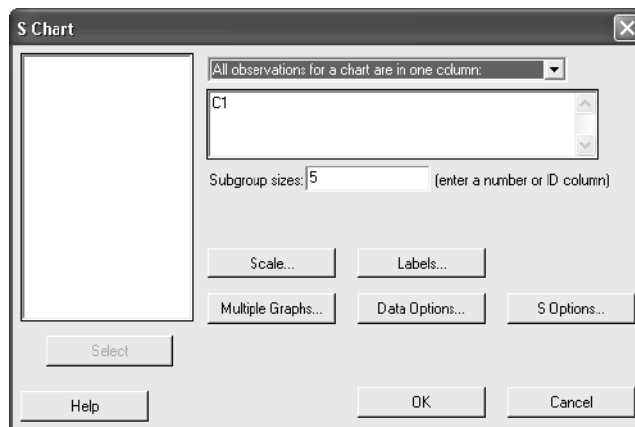 S Chart
All observations for a chart are in one column:
C1
Subgroup sizes: 5 (enter a number or ID column)
Scale... Labels...
Multiple Graphs... Data Options... S Options...
Select
Help OK Cancel